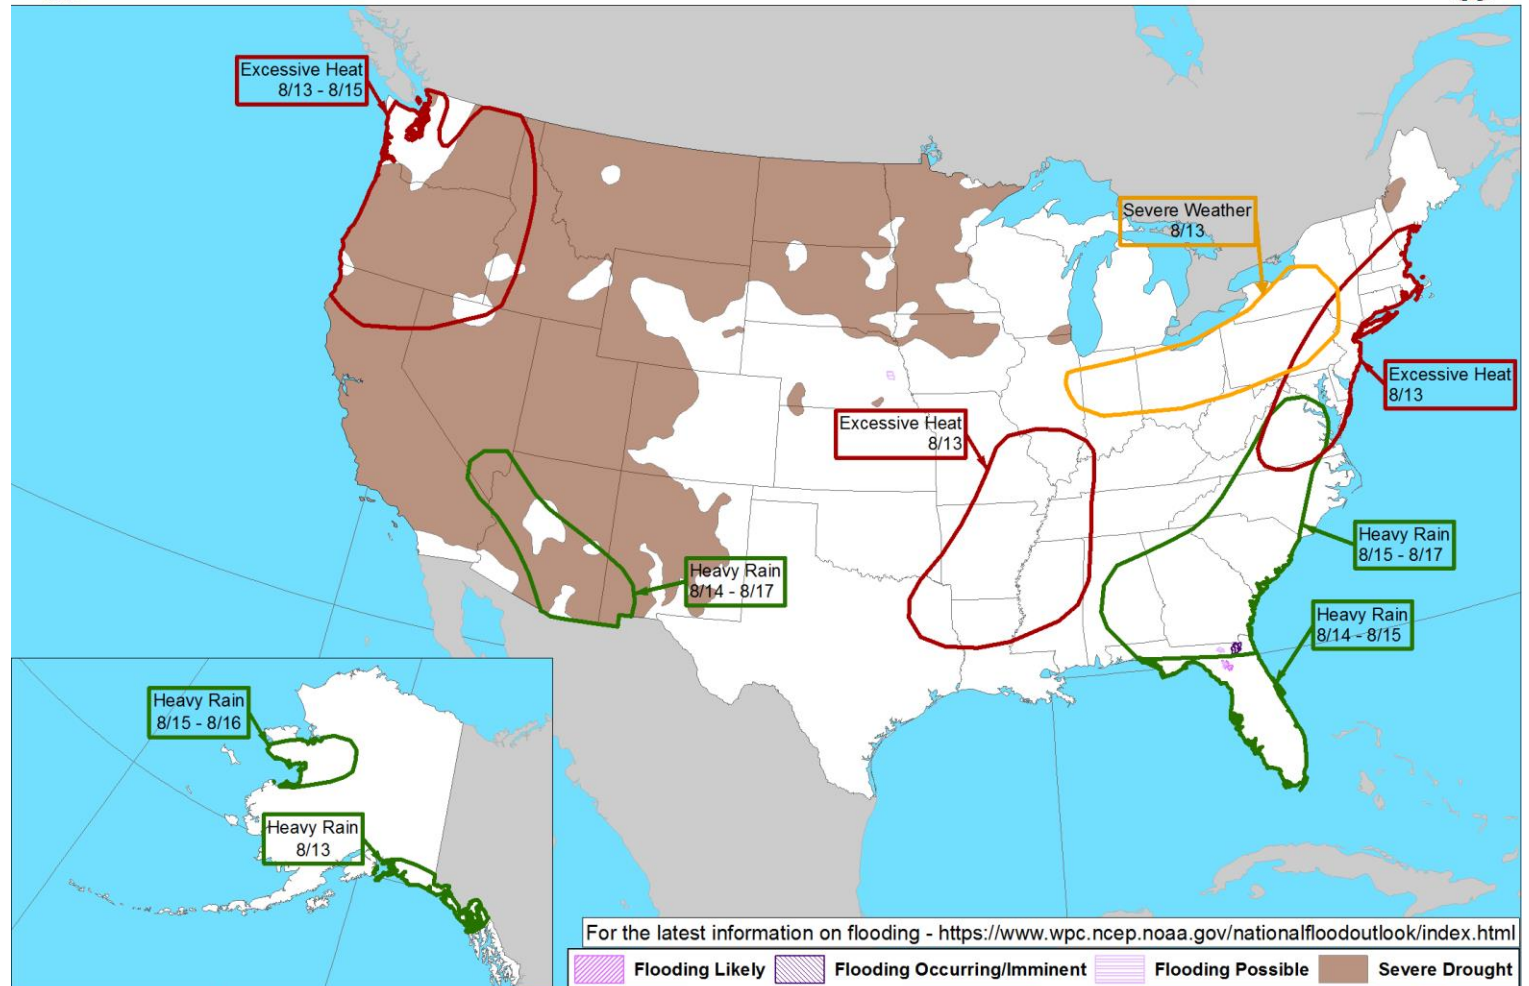 Excessive Heat
8/13 - 8/15
Severe Weather
8/13
Excessive Heat
8/13
Excessive Heat
8/13
Heavy Rain
8/15 - 8/17
Heavy Rain
8/14 - 8/17
Heavy Rain
8/14 - 8/15
Heavy Rain
8/15 - 8/16
Heavy Rain
8/13
For the latest information on flooding - https://www.wpc.ncep.noaa.gov/nationalfloodoutlook/index.html
Flooding Likely
Flooding Occurring/Imminent
Flooding Possible
Severe Drought